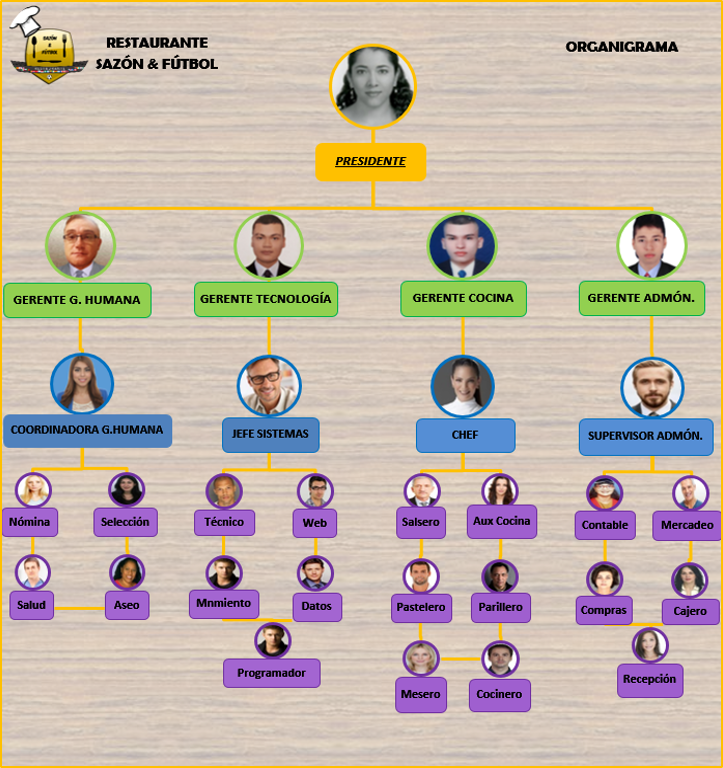 SAZÓN
&
FÚTBOL
RESTAURANTE
SAZÓN & FÚTBOL
ORGANIGRAMA
PRESIDENTE
GERENTE G. HUMANA
GERENTE TECNOLOGÍA
GERENTE COCINA
GERENTE ADMÓN.
COORDINADORA G.HUMANA
JEFE SISTEMAS
CHEF
SUPERVISOR ADMÓN.
Nómina
Selección
Técnico
Web
Salsero
Aux Cocina
Contable
Mercadeo
Salud
Aseo
Mnmiento
Datos
Pastelero
Parillero
Compras
Cajero
Programador
Mesero
Cocinero
Recepción